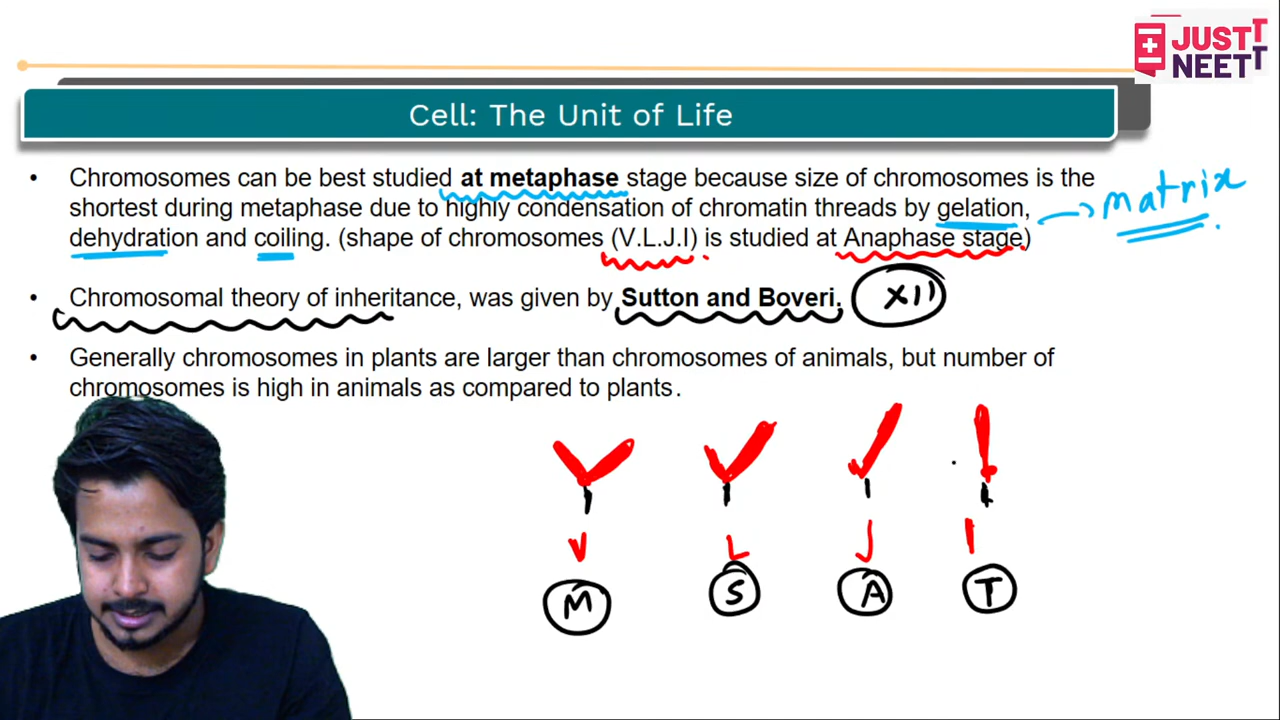 JUST
NEET
Cell: The Unit of Life
• Chromosomes can be best studied at metaphase stage because size of chromosomes is the
shortest during metaphase due to highly condensation of chromatin threads by gelation,
matrix
dehydration and coiling. (shape of chromosomes (V.L.J.I) is studied at Anaphase stage)
• Chromosomal theory of inheritance, was given by Sutton and Boveri.
XII
• Generally chromosomes in plants are larger than chromosomes of animals, but number of
chromosomes is high in animals as compared to plants.
V L J I
M S A T